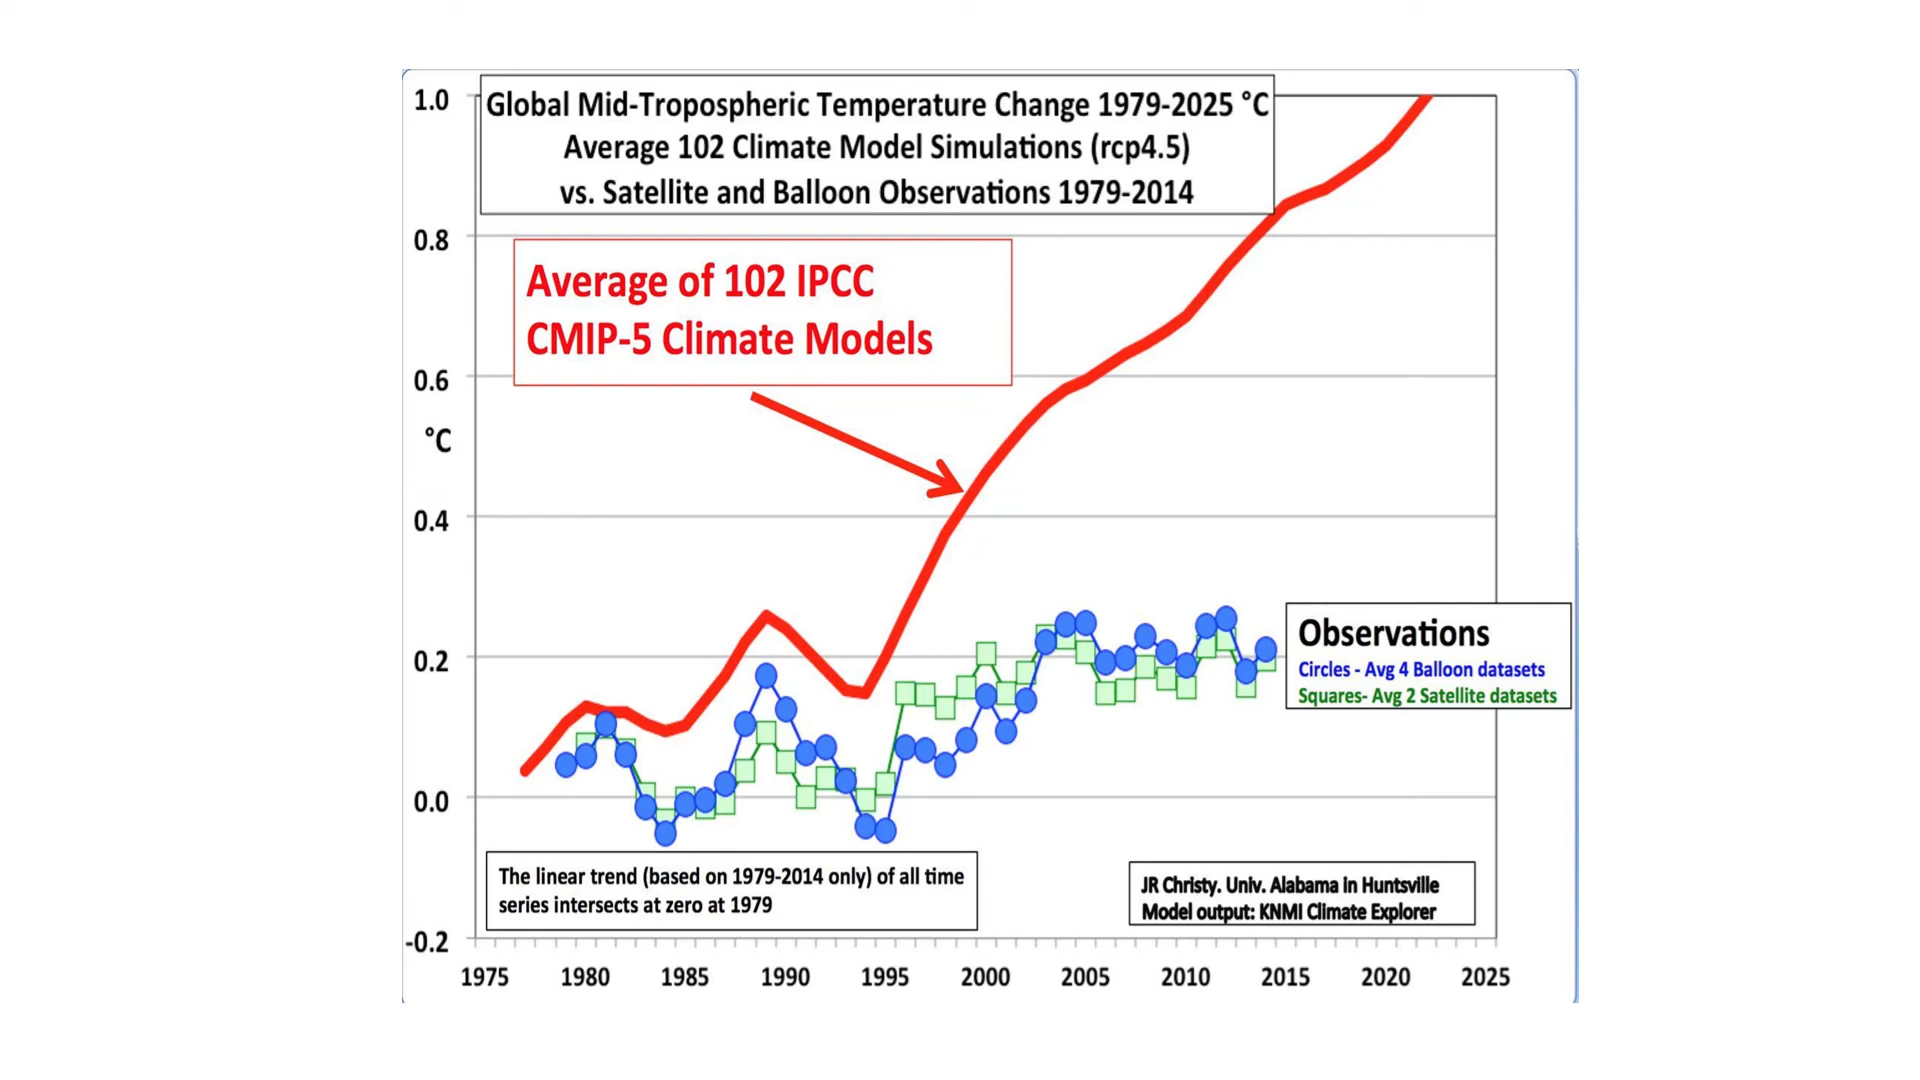 Global Mid-Tropospheric Temperature Change 1979-2025 °C
Average 102 Climate Model Simulations (rcp4.5)
vs. Satellite and Balloon Observations 1979-2014
Average of 102 IPCC
CMIP-5 Climate Models
1.0
0.8
0.6
°C
0.4
0.2
0.0
-0.2
Observations
Circles - Avg 4 Balloon datasets
Squares- Avg 2 Satellite datasets
The linear trend (based on 1979-2014 only) of all time
series intersects at zero at 1979
JR Christy. Univ. Alabama in Huntsville
Model output: KNMI Climate Explorer
1975 1980 1985 1990 1995 2000 2005 2010 2015 2020 2025